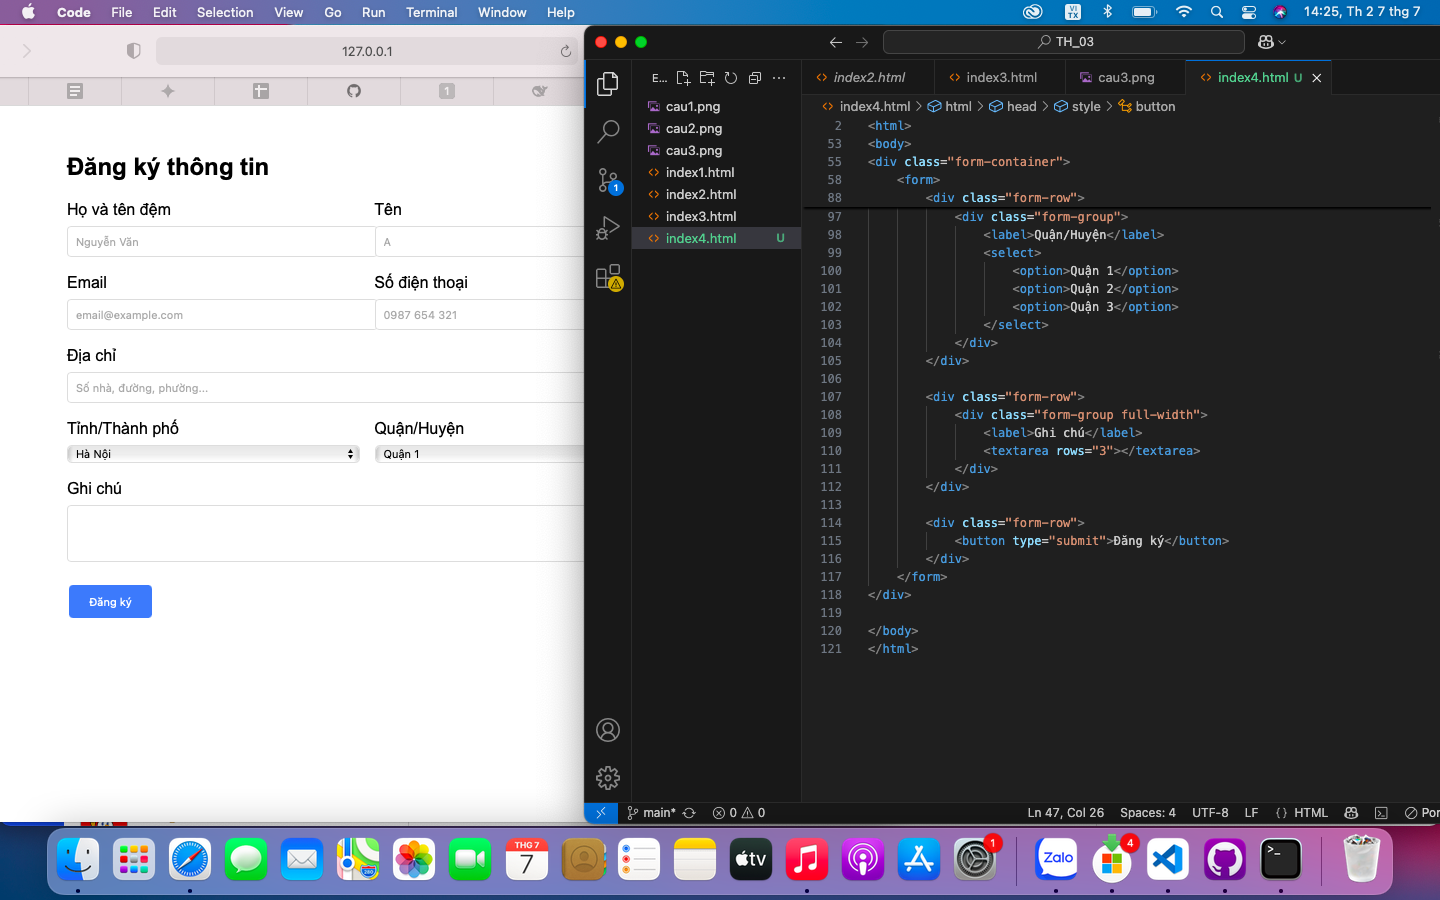 Code File Edit Selection View Go Run Terminal Window Help
VI TX
14:25, Th 2 7 thg 7
127.0.0.1
1
Đăng ký thông tin
Họ và tên đệm Tên
Nguyễn Văn A
Email Số điện thoại
email@example.com 0987 654 321
Địa chỉ
Số nhà, đường, phường...
Tỉnh/Thành phố Quận/Huyện
Hà Nội Quận 1
Ghi chú
Đăng ký
TH_03
E...
cau1.png
cau2.png
cau3.png
index1.html
index2.html
index3.html
index4.html U
1
index2.html index3.html cau3.png index4.html U
index4.html > html > head > style > button
2 <html>
53 <body>
55 <div class="form-container">
58 <form>
88 <div class="form-row">
97 <div class="form-group">
98 <label>Quận/Huyện</label>
99 <select>
100 <option>Quận 1</option>
101 <option>Quận 2</option>
102 <option>Quận 3</option>
103 </select>
104 </div>
105 </div>
106
107 <div class="form-row">
108 <div class="form-group full-width">
109 <label>Ghi chú</label>
110 <textarea rows="3"></textarea>
111 </div>
112 </div>
113
114 <div class="form-row">
115 <button type="submit">Đăng ký</button>
116 </div>
117 </form>
118 </div>
119
120 </body>
121 </html>
main* 0 0 Ln 47, Col 26 Spaces: 4 UTF-8 LF {} HTML Por
THG 7
7
280
tv
1
Zalo
4
>_